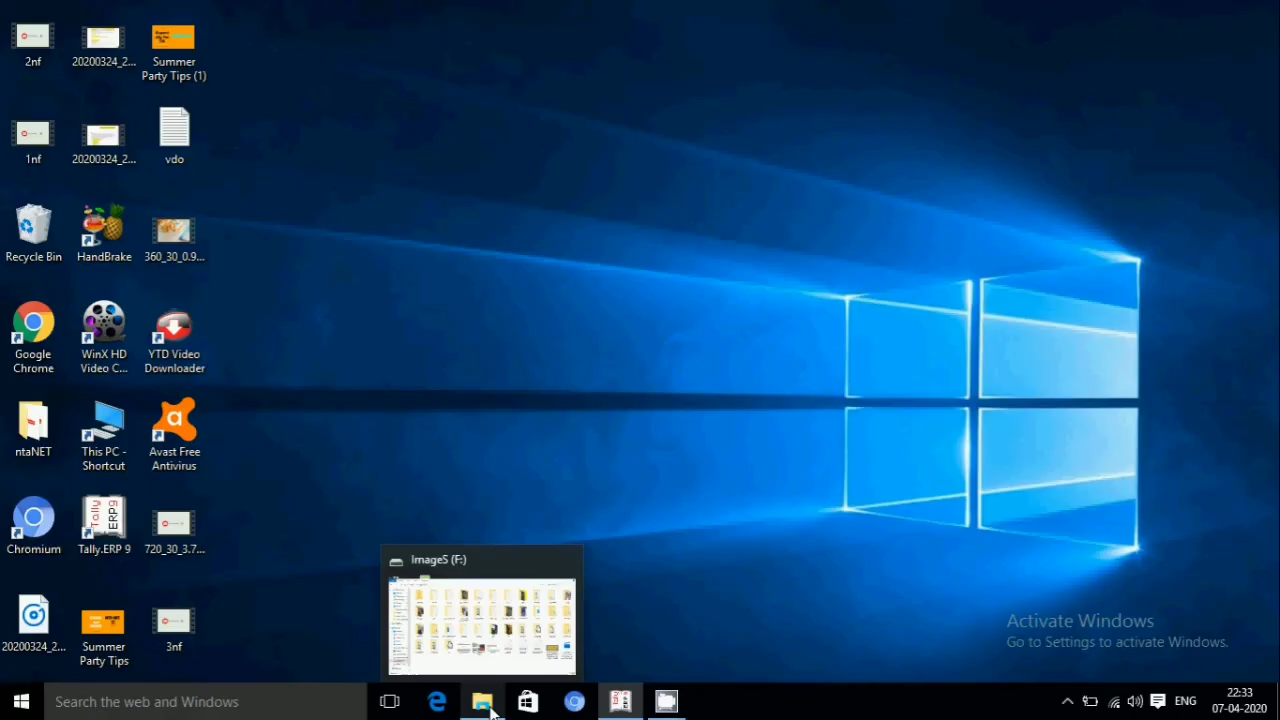 2nf
20200324_2...
Summer
Party Tips (1)
1nf
20200324_2...
vdo
Recycle Bin
HandBrake
360_30_0.9...
Google
Chrome
WinX HD
Video C...
YTD Video
Downloader
ntaNET
This PC -
Shortcut
Avast Free
Antivirus
Chromium
Tally
ERP9
Tally.ERP 9
720_30_3.7...
20200324_2...
Summer
Party Tips
3nf
ImageS (F:)
Activate Windows
Go to Settings to activate Windows.
Search the web and Windows
ENG
22:33
07-04-2020